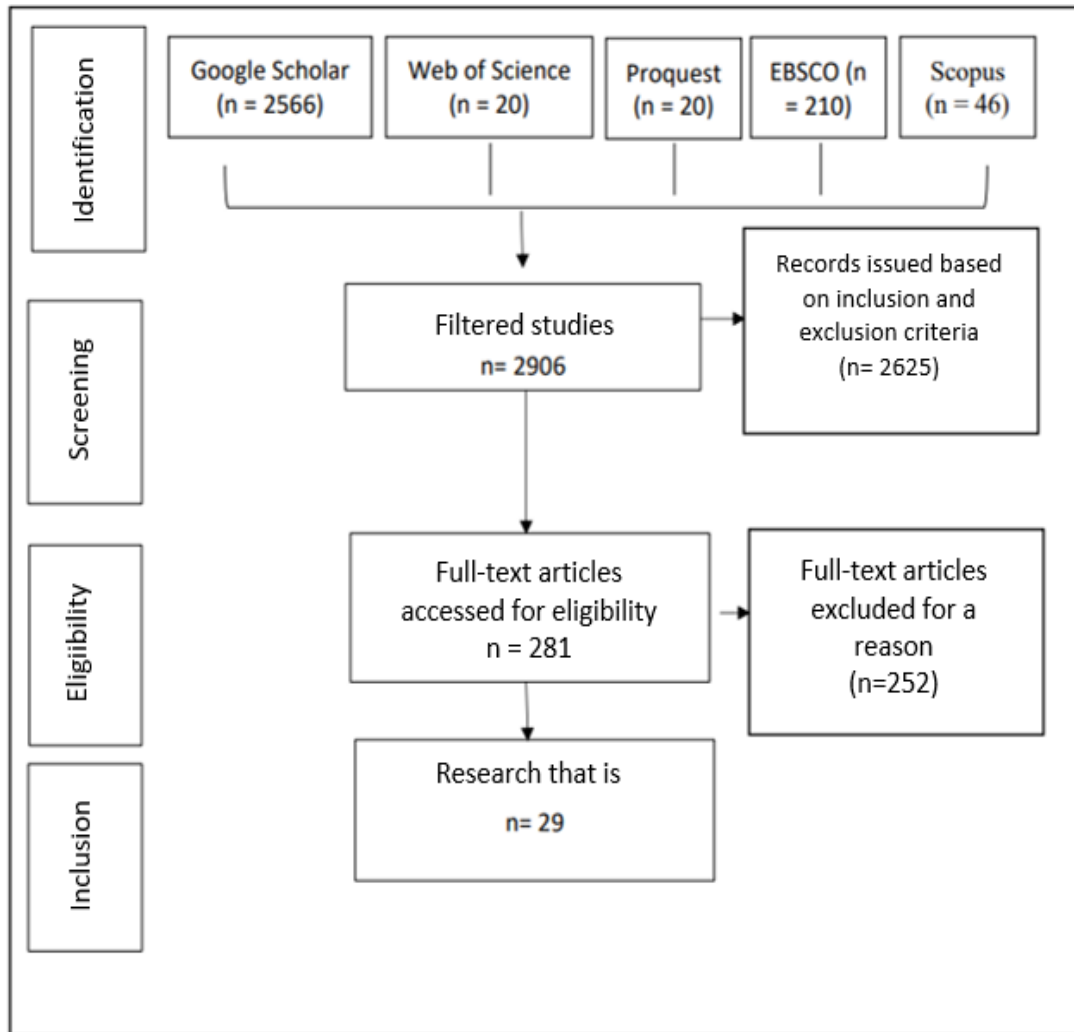 Identification
Google Scholar
(n = 2566)
Web of Science
(n = 20)
Proquest
(n = 20)
EBSCO (n
= 210)
Scopus
(n = 46)
Screening
Filtered studies
n= 2906
Records issued based
on inclusion and
exclusion criteria
(n= 2625)
Eligiibility
Full-text articles
accessed for eligibility
n = 281
Full-text articles
excluded for a
reason
(n=252)
Inclusion
Research that is
n= 29